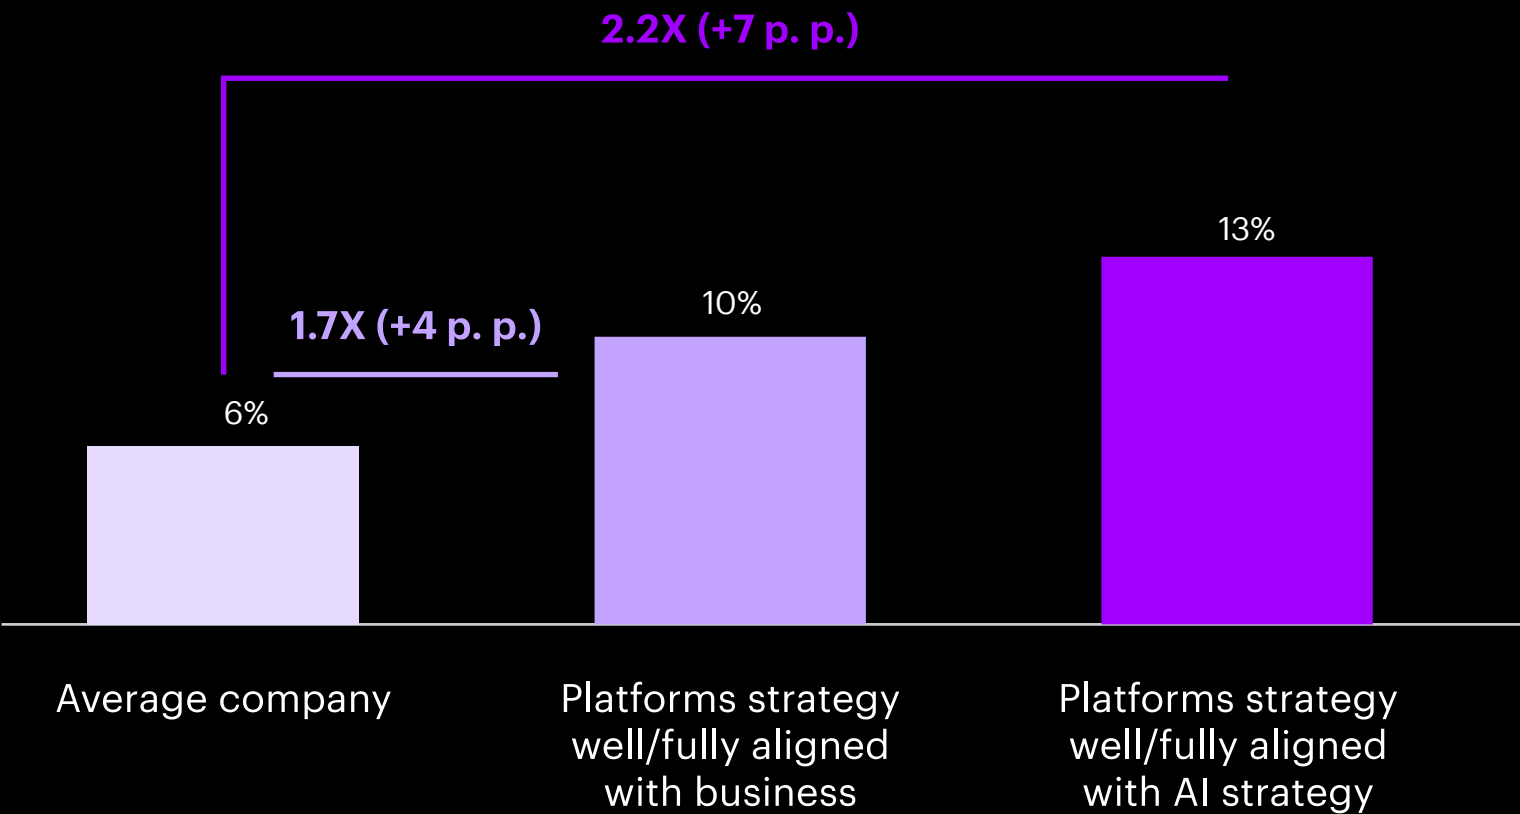 2.2X (+7 p. p.)
13%
10%
1.7X (+4 p. p.)
6%
Average company
Platforms strategy
well/fully aligned
with business
Platforms strategy
well/fully aligned
with AI strategy